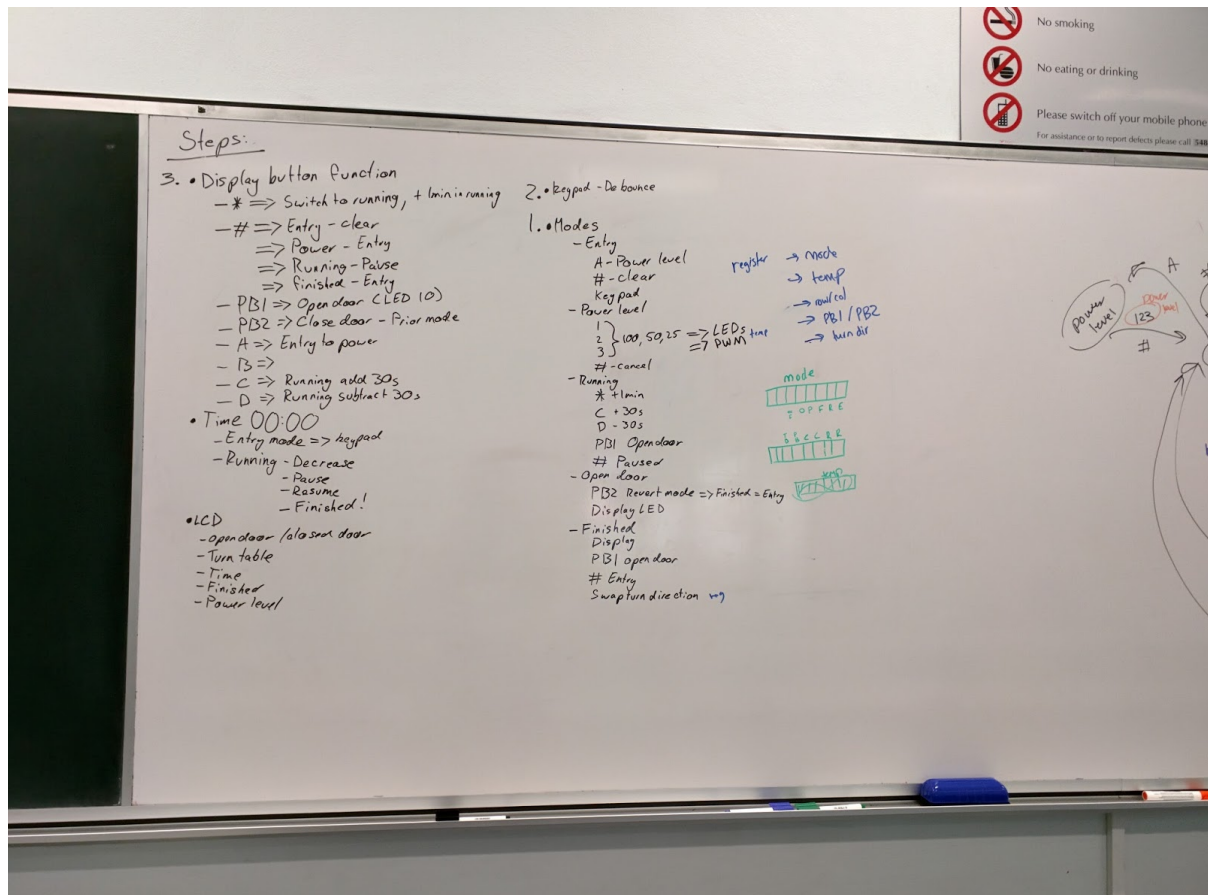 Steps:
3. • Display button function
- * => Switch to running, + 1min in running
- # => Entry - clear
=> Power - Entry
=> Running - Pause
=> finished - Entry
- PB1 => Open door (LED 10)
- PB2 => Close door - Prior mode
- A => Entry to power
- B =>
- C => Running add 30s
- D => Running subtract 30s
• Time 00:00
- Entry mode => keypad
- Running - Decrease
- Pause
- Resume
- Finished!
• LCD
- Open door / closed door
- Turn table
- Time
- Finished
- Power level
2. • Keypad - Debounce
1. • Modes
- Entry
A - Power level
# - clear
Keypad
- Power level
1
2
3
} 100, 50, 25 => LEDs
=> PWM
temp
# - cancel
- Running
* +1min
C + 30s
D - 30s
PB1 Open door
# Paused
- Open door
PB2 Revert mode => Finished = Entry
Display LED
- Finished
Display
PB1 open door
# Entry
Swap turn direction reg
register → mode
→ temp
→ row/col
→ PB1 / PB2
→ turn dir
mode
O P F R E
C C R R
temp
power level
A
power level
123
#
No smoking
No eating or drinking
Please switch off your mobile phone
For assistance or to report defects please call 548